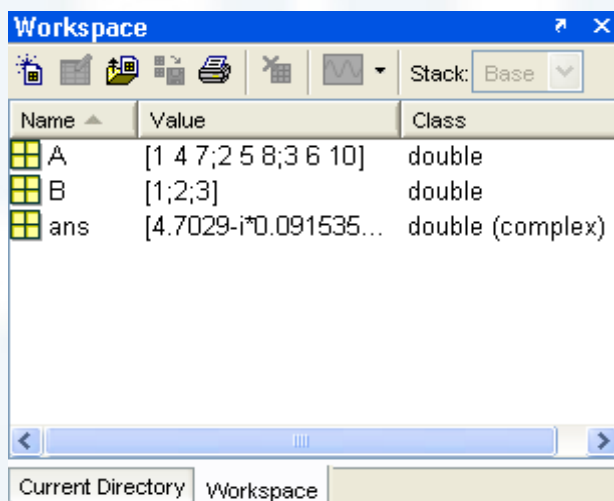 Workspace
Stack: Base
Name Value Class
A [1 4 7;2 5 8;3 6 10] double
B [1;2;3] double
ans [4.7029-i*0.091535... double (complex)
Current Directory Workspace